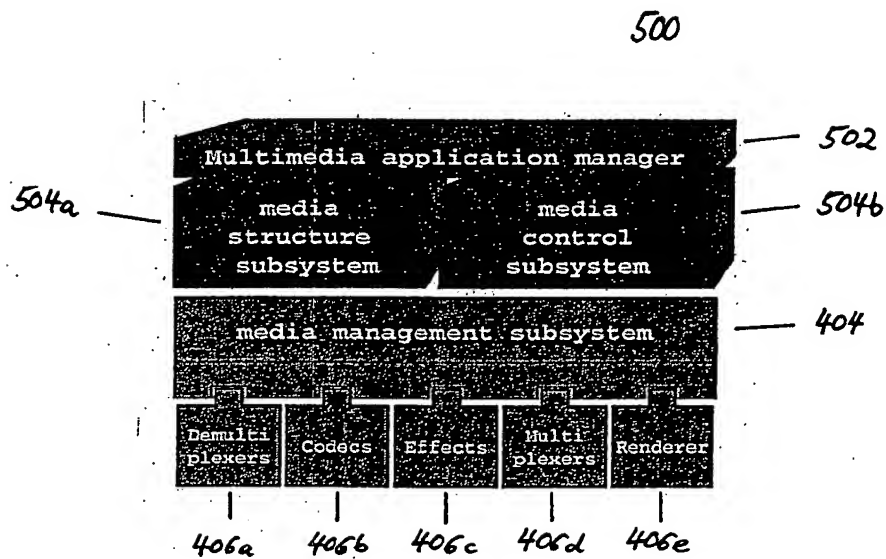 500
Multimedia application manager
502
504a
media
structure
subsystem
media
control
subsystem
504b
media management subsystem
404
Demulti
plexers
Codecs
Effects
Multi
plexers
Renderer
406a
406b
406c
406d
406e